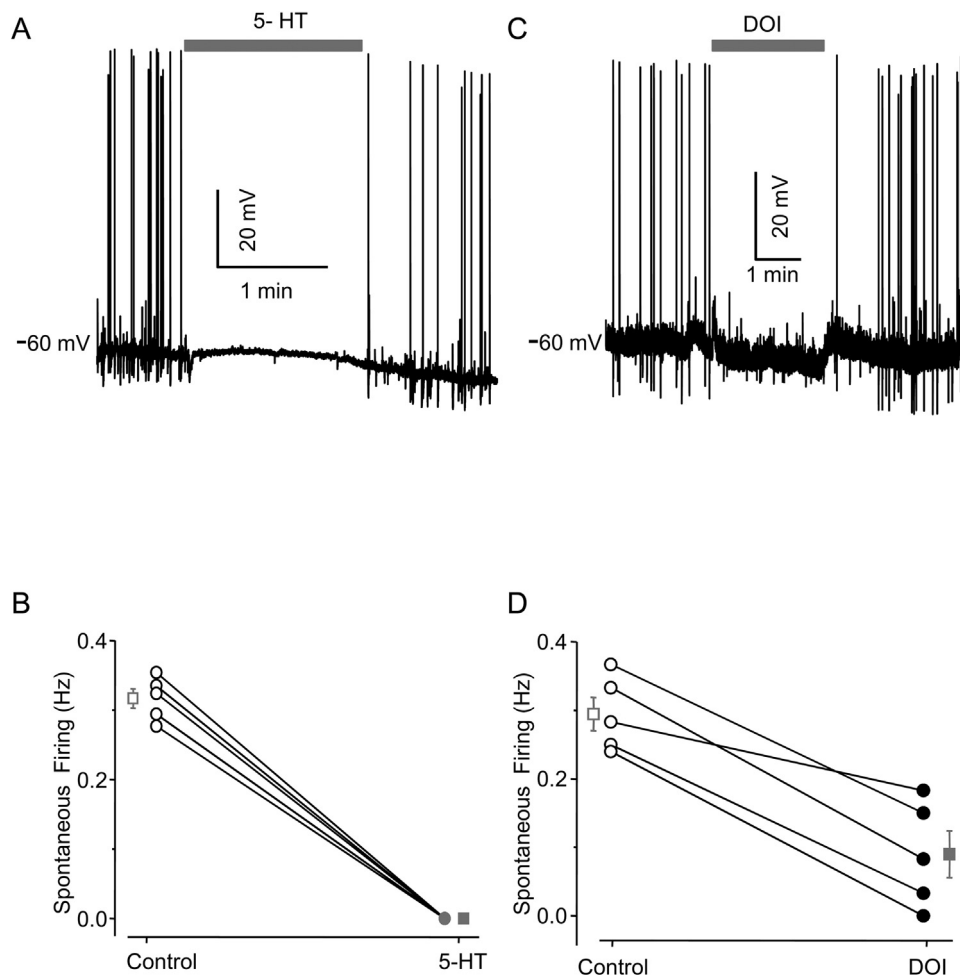 A
5- HT
20 mV
1 min
-60 mV
C
DOI
20 mV
1 min
-60 mV
B
0.4
0.2
0.0
Spontaneous Firing (Hz)
Control
5-HT
D
0.4
0.2
0.0
Spontaneous Firing (Hz)
Control
DOI